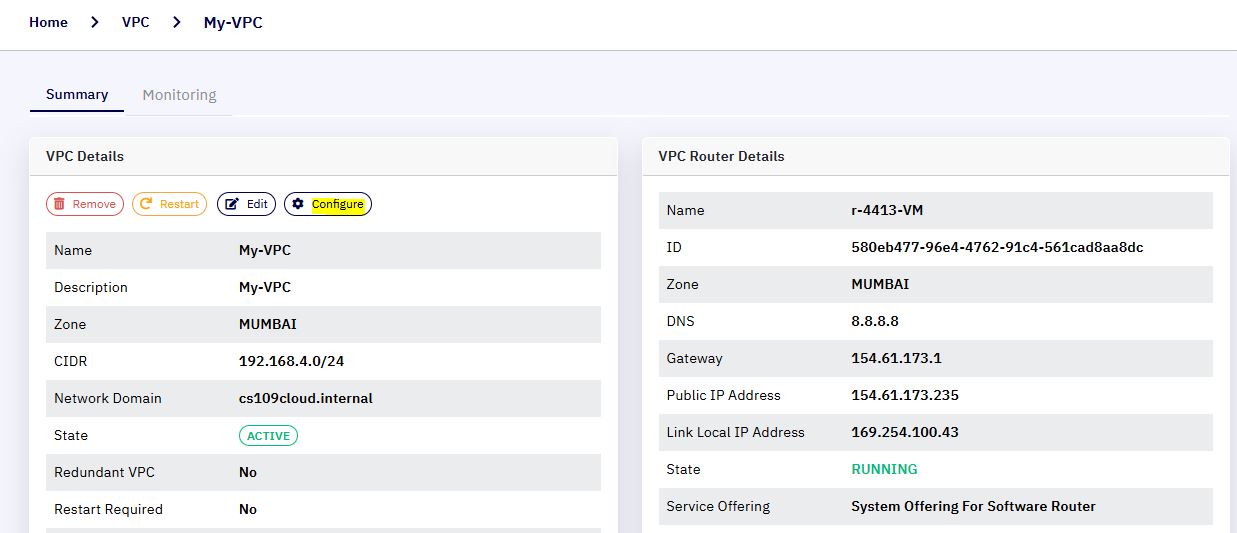 Home > VPC > My-VPC
Summary Monitoring
VPC Details
Remove Restart Edit Configure
Name My-VPC
Description My-VPC
Zone MUMBAI
CIDR 192.168.4.0/24
Network Domain cs109cloud.internal
State ACTIVE
Redundant VPC No
Restart Required No
VPC Router Details
Name r-4413-VM
ID 580eb477-96e4-4762-91c4-561cad8aa8dc
Zone MUMBAI
DNS 8.8.8.8
Gateway 154.61.173.1
Public IP Address 154.61.173.235
Link Local IP Address 169.254.100.43
State RUNNING
Service Offering System Offering For Software Router